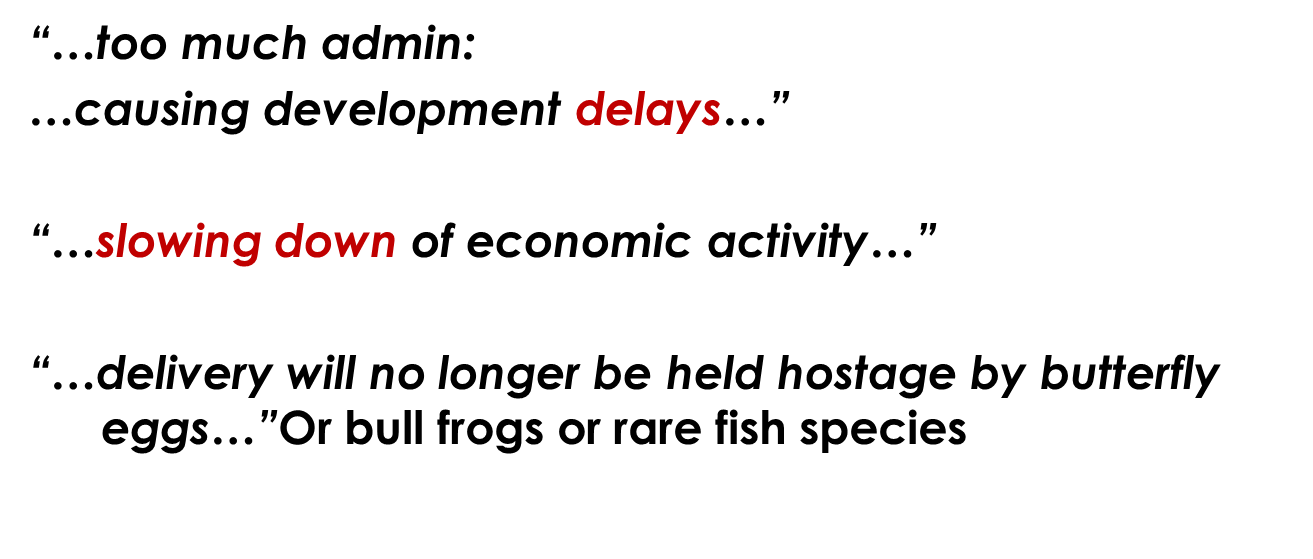 “…too much admin:
…causing development delays…”
“…slowing down of economic activity…”
“…delivery will no longer be held hostage by butterfly
eggs…”Or bull frogs or rare fish species